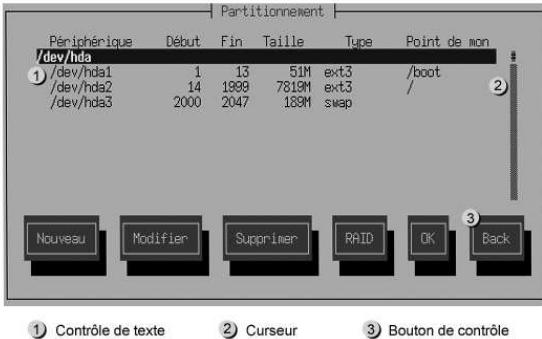 Partitionnement
Périphérique Début Fin Taille Type Point de mon
/dev/hda
1 /dev/hda1 1 13 51M ext3 /boot
/dev/hda2 14 1999 7819M ext3 / 2
/dev/hda3 2000 2047 189M swap
3
Nouveau Modifier Supprimer RAID OK Back
1 Contrôle de texte 2 Curseur 3 Bouton de contrôle